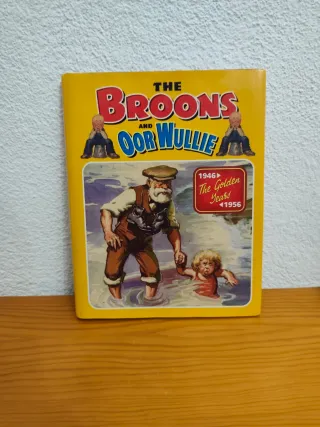 THE
BROONS
AND
OOR WULLIE
1946▶
The Golden
Years!
◀1956